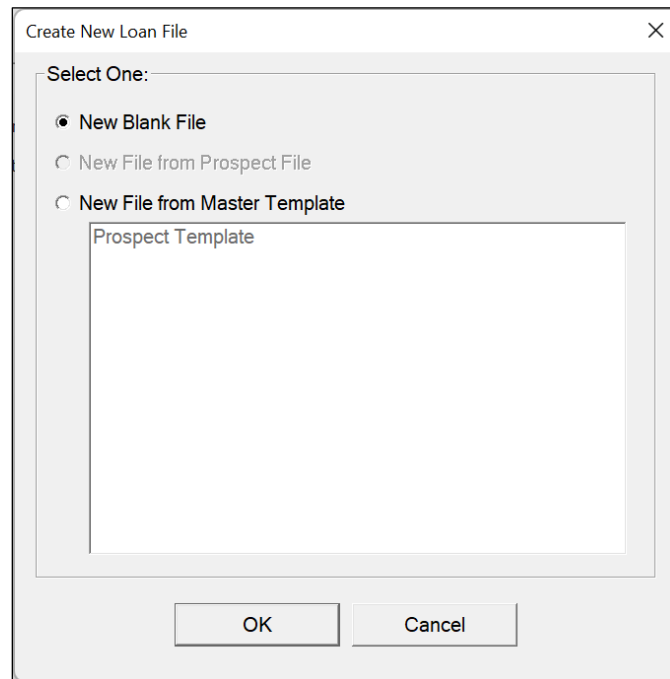 Create New Loan File
Select One:
New Blank File
New File from Prospect File
New File from Master Template
Prospect Template
OK
Cancel